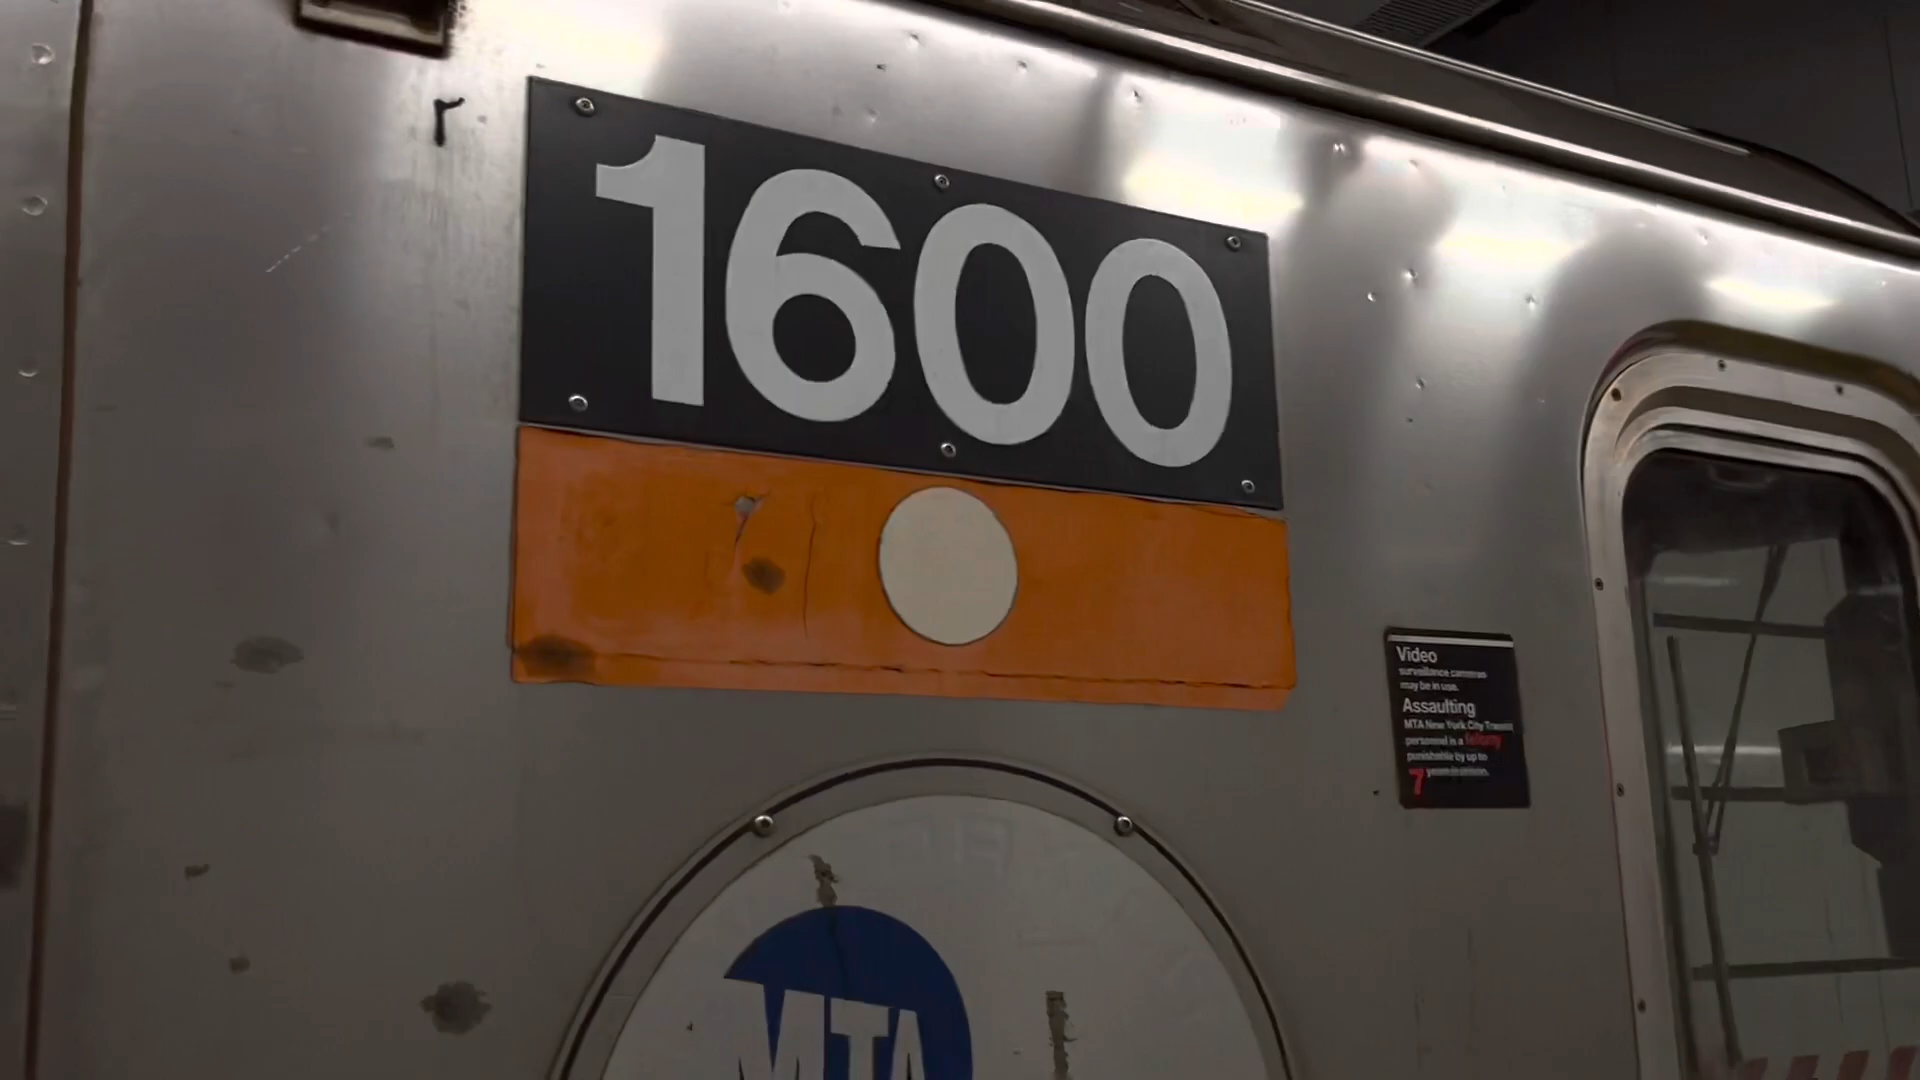 1600
Video
surveillance cameras
may be in use.
Assaulting
MTA New York City Transit
personnel is a felony
punishable by up to
7 years in prison.
MTA